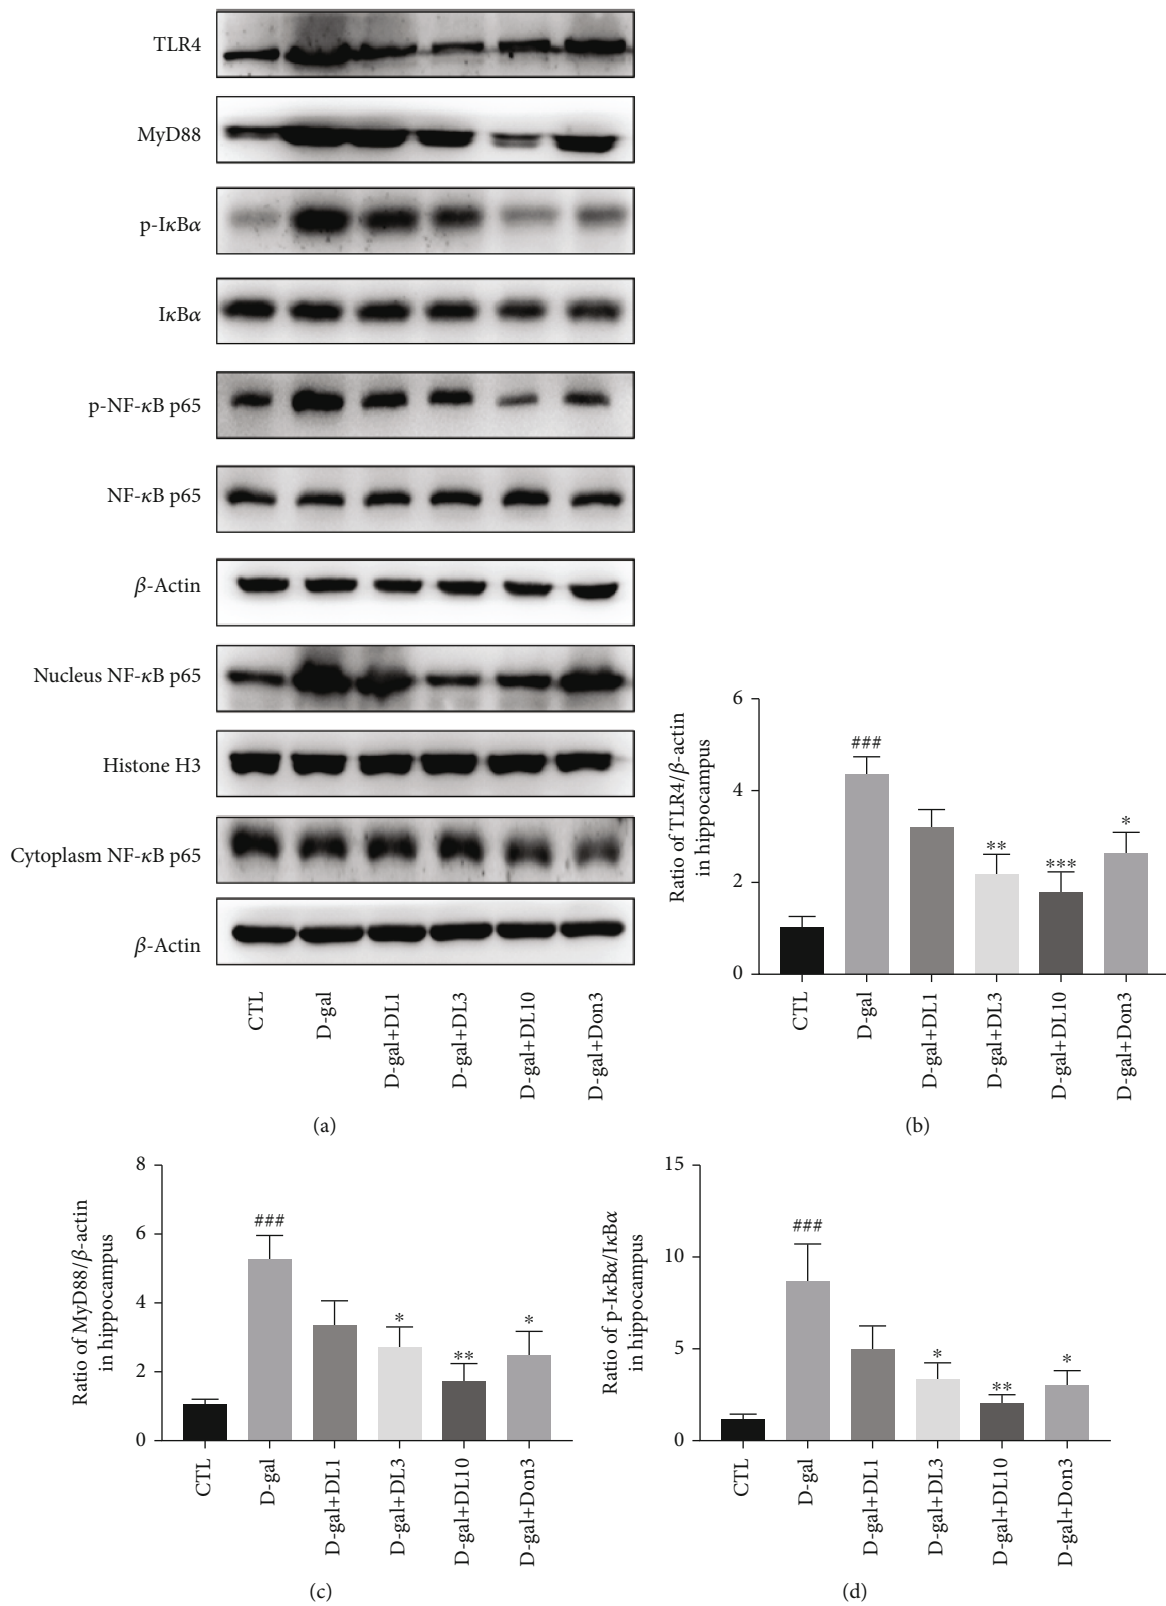 TLR4
MyD88
p-IκBα
IκBα
p-NF-κB p65
NF-κB p65
β-Actin
Nucleus NF-κB p65
Histone H3
Cytoplasm NF-κB p65
β-Actin
CTL
D-gal
D-gal+DL1
D-gal+DL3
D-gal+DL10
D-gal+Don3
(a)
Ratio of TLR4/β-actin
in hippocampus
6
4
2
0
###
**
***
*
CTL
D-gal
D-gal+DL1
D-gal+DL3
D-gal+DL10
D-gal+Don3
(b)
Ratio of MyD88/β-actin
in hippocampus
8
6
4
2
0
###
*
**
*
CTL
D-gal
D-gal+DL1
D-gal+DL3
D-gal+DL10
D-gal+Don3
(c)
Ratio of p-IκBα/IκBα
in hippocampus
15
10
5
0
###
*
**
*
CTL
D-gal
D-gal+DL1
D-gal+DL3
D-gal+DL10
D-gal+Don3
(d)